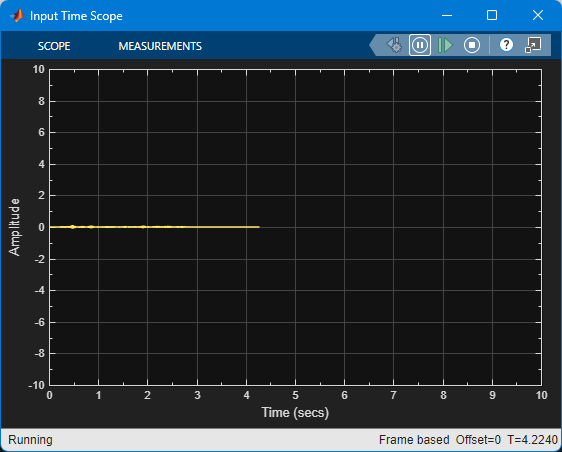 Input Time Scope
SCOPE MEASUREMENTS ?
10
8
6
4
2
0
-2
-4
-6
-8
-10
Amplitude
0 1 2 3 4 5 6 7 8 9 10
Time (secs)
Running Frame based Offset=0 T=4.2240